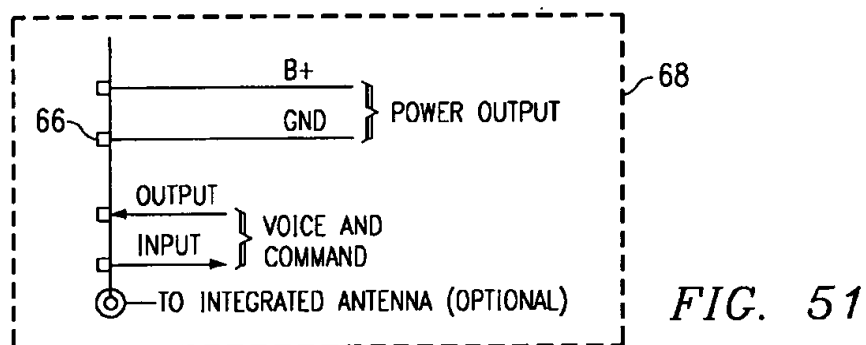 B+
68
66
GND
POWER OUTPUT
OUTPUT
VOICE AND
INPUT
COMMAND
TO INTEGRATED ANTENNA (OPTIONAL)
FIG. 51